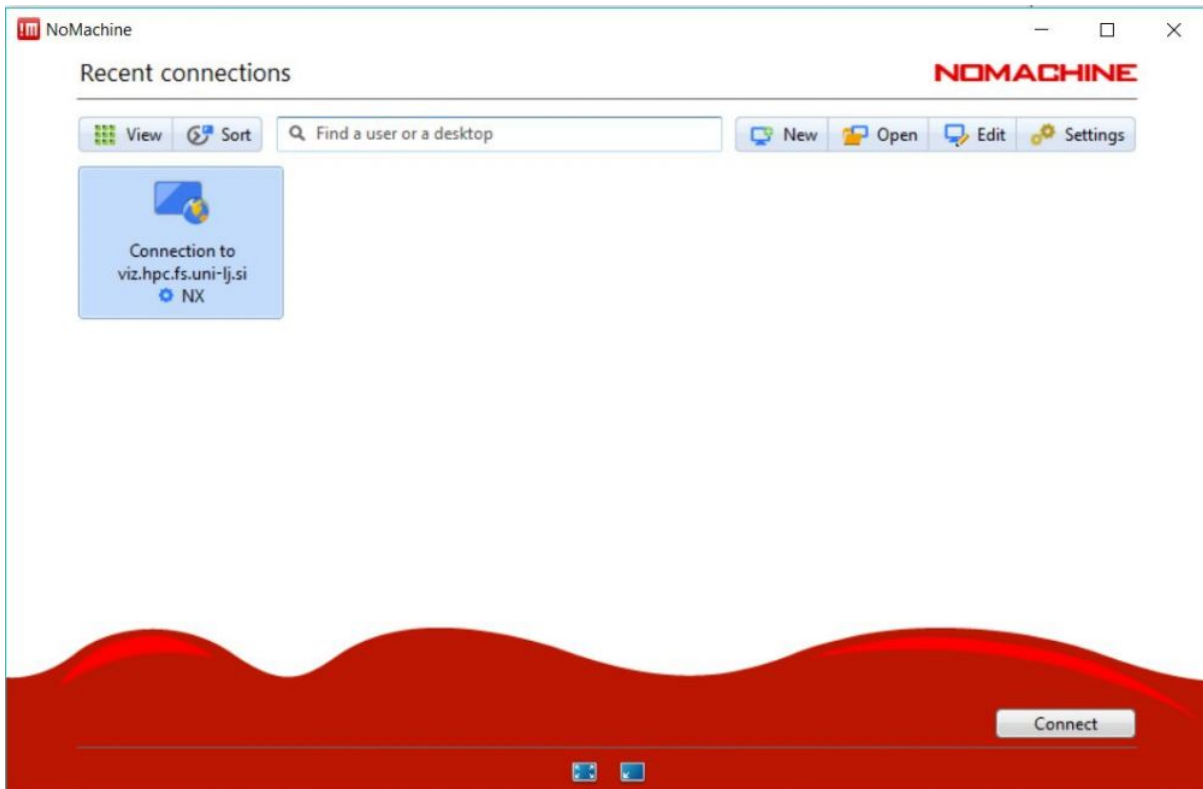 !m NoMachine
Recent connections
NOMACHINE
View Sort Find a user or a desktop New Open Edit Settings
Connection to
viz.hpc.fs.uni-lj.si
NX
Connect